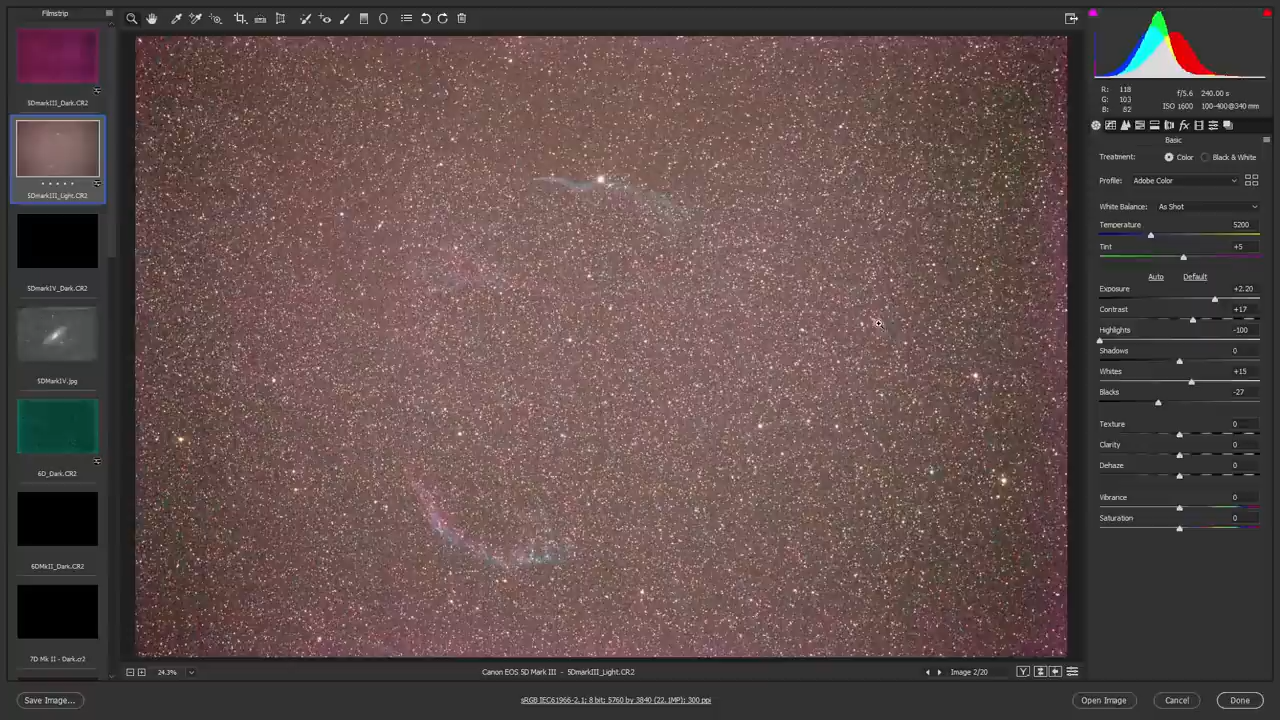 Filmstrip
5DmarkIII_Dark.CR2
5DmarkIII_Light.CR2
5DmarkIV_Dark.CR2
5DMarkIV.jpg
6D_Dark.CR2
6DMkII_Dark.CR2
7D Mk II - Dark.cr2
Save Image...
24.3%
Canon EOS 5D Mark III - 5DmarkIII_Light.CR2
Image 2/20
sRGB IEC61966-2.1; 8 bit; 5760 by 3840 (22.1MP); 300 ppi
R: 118
G: 103
B: 82
f/5.6 240.00 s
ISO 1600 100-400@340 mm
fx
Basic
Treatment: Color Black & White
Profile: Adobe Color
White Balance: As Shot
Temperature 5200
Tint +5
Auto Default
Exposure +2.20
Contrast +17
Highlights -100
Shadows 0
Whites +15
Blacks -27
Texture 0
Clarity 0
Dehaze 0
Vibrance 0
Saturation 0
Y
Open Image Cancel Done